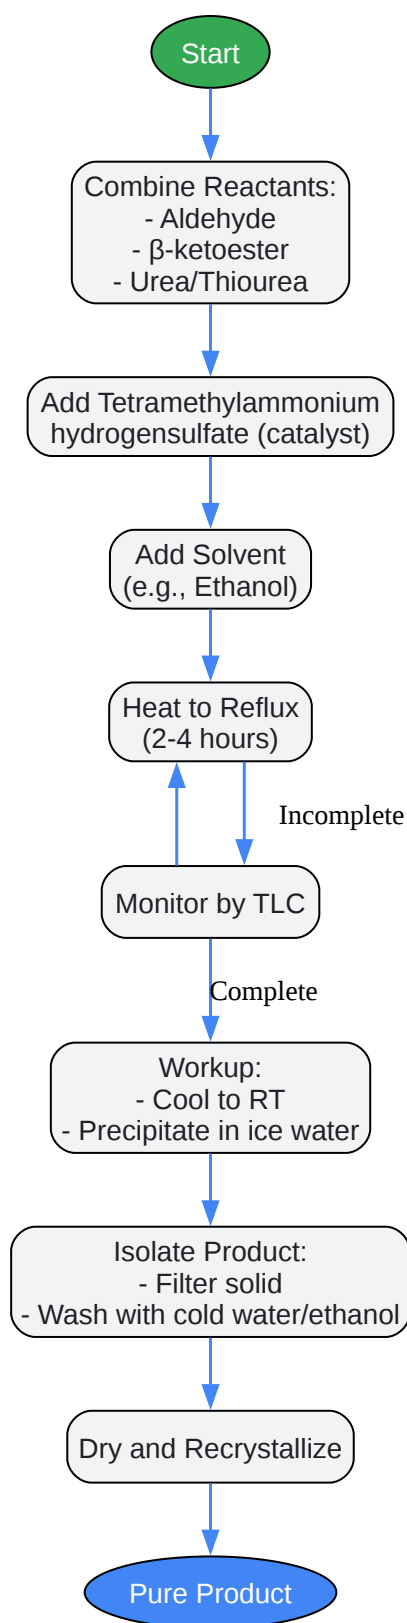 Start
Combine Reactants:
- Aldehyde
- β-ketoester
- Urea/Thiourea
Add Tetramethylammonium
hydrogensulfate (catalyst)
Add Solvent
(e.g., Ethanol)
Heat to Reflux
(2-4 hours)
Incomplete
Monitor by TLC
Complete
Workup:
- Cool to RT
- Precipitate in ice water
Isolate Product:
- Filter solid
- Wash with cold water/ethanol
Dry and Recrystallize
Pure Product